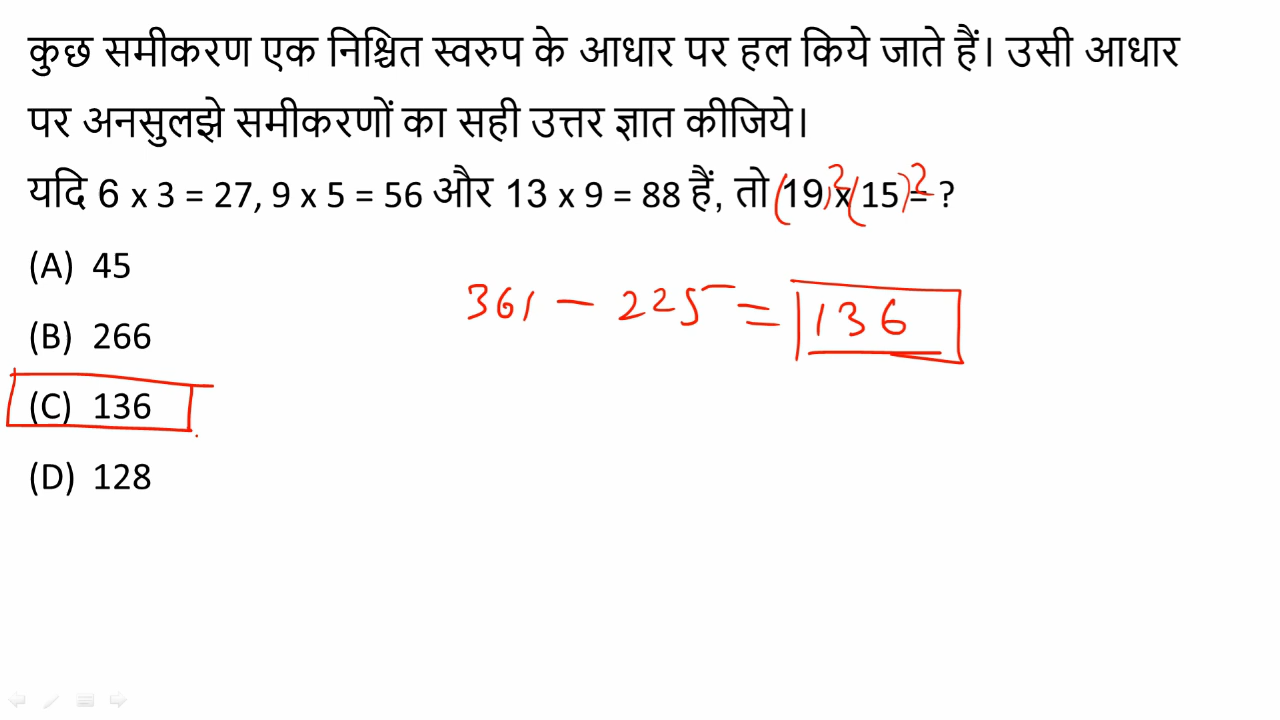 कुछ समीकरण एक निश्चित स्वरुप के आधार पर हल किये जाते हैं। उसी आधार
पर अनसुलझे समीकरणों का सही उत्तर ज्ञात कीजिये।
यदि 6 x 3 = 27, 9 x 5 = 56 और 13 x 9 = 88 हैं, तो (19)² x (15)² = ?
(A) 45
361 – 225 = 136
(B) 266
(C) 136
(D) 128